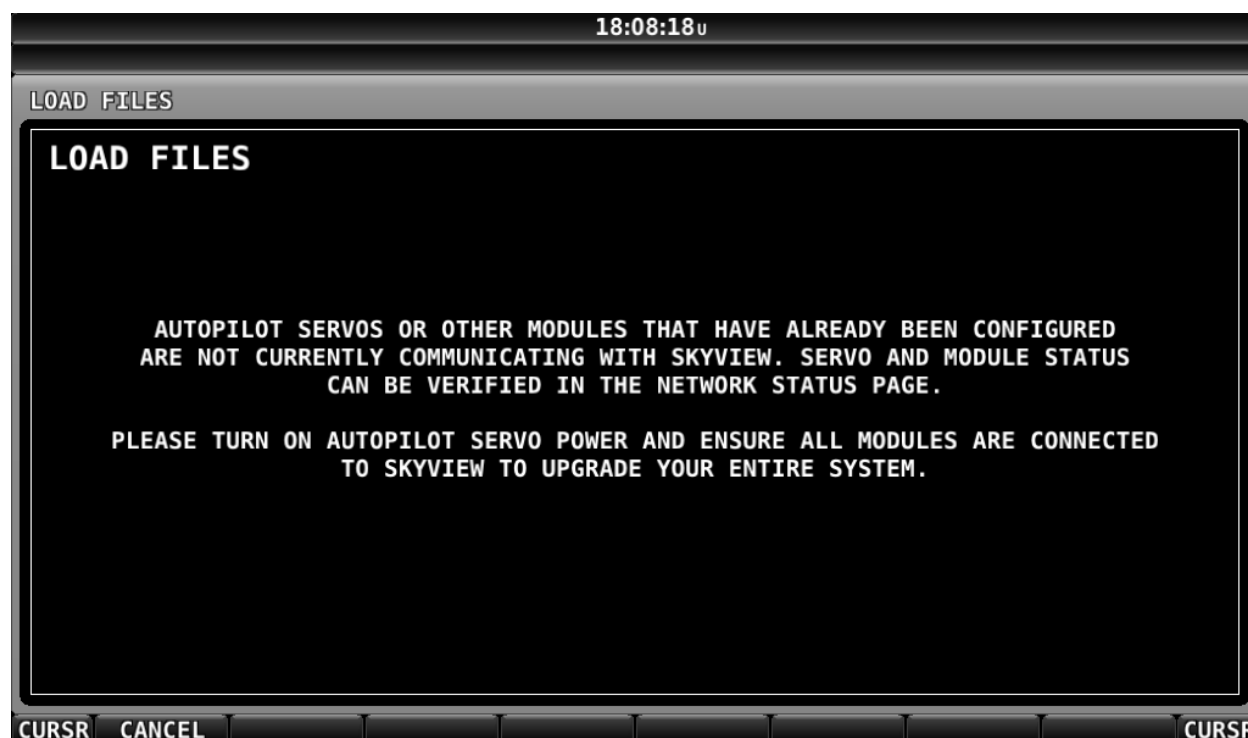 18:08:18U
LOAD FILES
LOAD FILES
AUTOPILOT SERVOS OR OTHER MODULES THAT HAVE ALREADY BEEN CONFIGURED
ARE NOT CURRENTLY COMMUNICATING WITH SKYVIEW. SERVO AND MODULE STATUS
CAN BE VERIFIED IN THE NETWORK STATUS PAGE.
PLEASE TURN ON AUTOPILOT SERVO POWER AND ENSURE ALL MODULES ARE CONNECTED
TO SKYVIEW TO UPGRADE YOUR ENTIRE SYSTEM.
CURSR CANCEL CURSR